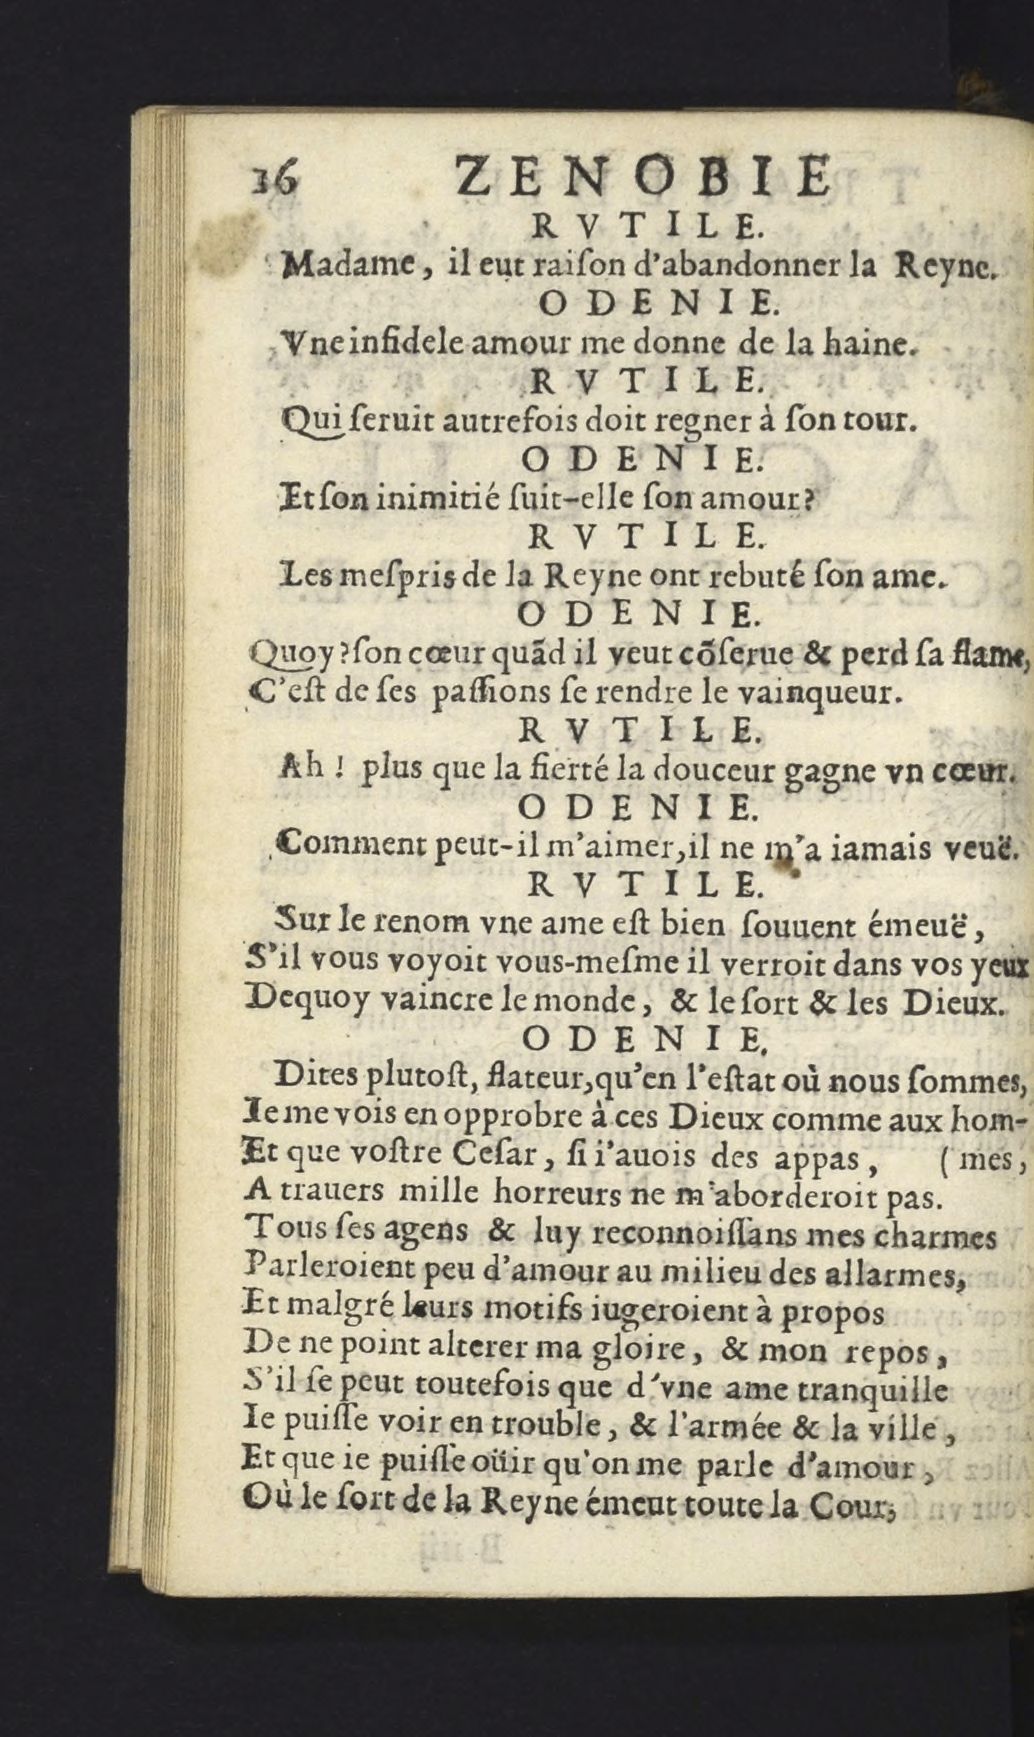 16 ZENOBIE
RVTILE.
Madame, il eut raiſon d'abandonner la Reyne.
ODENIE.
Vne infidele amour me donne de la haine.
RVTILE.
Qui ſeruit autrefois doit regner à ſon tour.
ODENIE.
Et ſon inimitié ſuit-elle ſon amour?
RVTILE.
Les meſpris de la Reyne ont rebuté ſon ame.
ODENIE.
Quoy? ſon cœur quãd il veut cõſerue & perd ſa flame,
C'eſt de ſes paſſions ſe rendre le vainqueur.
RVTILE.
Ah ! plus que la fierté la douceur gagne vn cœur.
ODENIE.
Comment peut-il m'aimer, il ne m'a iamais veuë.
RVTILE.
Sur le renom vne ame eſt bien ſouuent émeuë,
S'il vous voyoit vous-meſme il verroit dans vos yeux
Dequoy vaincre le monde, & le ſort & les Dieux.
ODENIE.
Dites plutoſt, flateur, qu'en l'eſtat où nous ſommes,
Ie me vois en opprobre à ces Dieux comme aux hom-
Et que voſtre Ceſar, ſi i'auois des appas, (mes,
A trauers mille horreurs ne m'aborderoit pas.
Tous ſes agens & luy reconnoiſſans mes charmes
Parleroient peu d'amour au milieu des allarmes,
Et malgré leurs motifs iugeroient à propos
De ne point alterer ma gloire, & mon repos,
S'il ſe peut toutefois que d'vne ame tranquille
Ie puiſſe voir en trouble, & l'armée & la ville,
Et que ie puiſſe oüir qu'on me parle d'amour,
Où le ſort de la Reyne émeut toute la Cour;